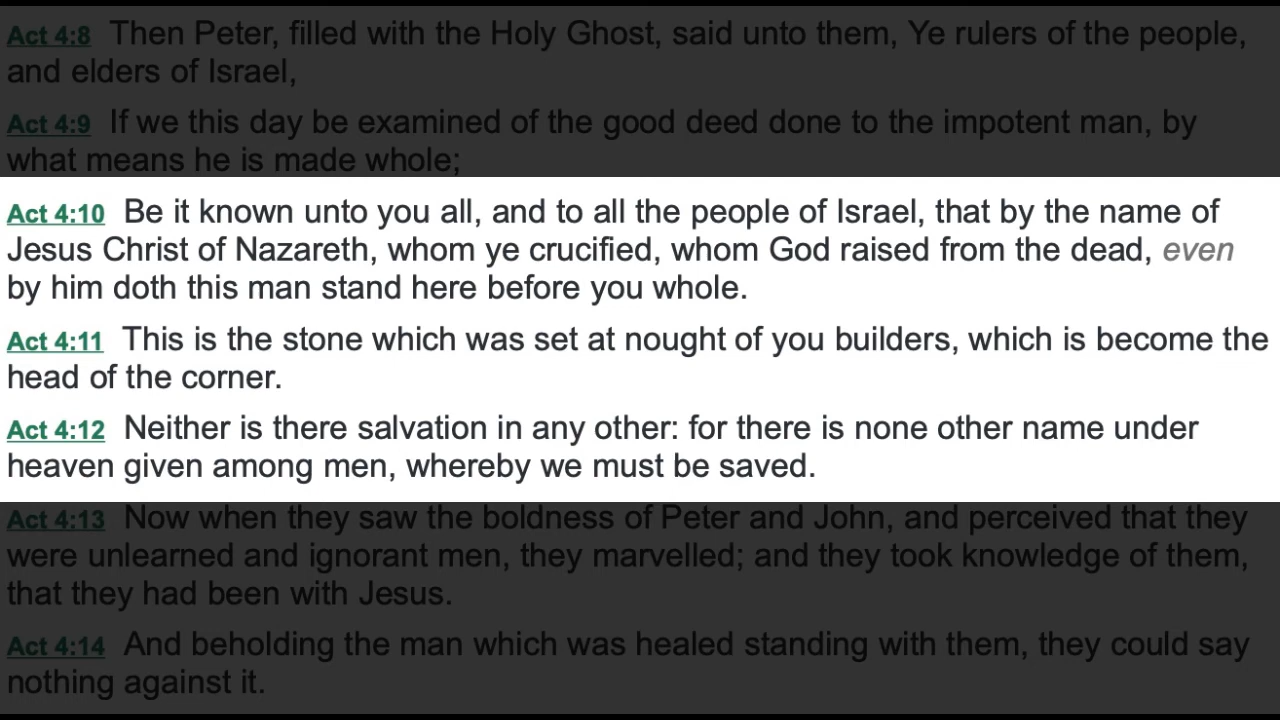 Act 4:8 Then Peter, filled with the Holy Ghost, said unto them, Ye rulers of the people,
and elders of Israel,
Act 4:9 If we this day be examined of the good deed done to the impotent man, by
what means he is made whole;
Act 4:10 Be it known unto you all, and to all the people of Israel, that by the name of
Jesus Christ of Nazareth, whom ye crucified, whom God raised from the dead, even
by him doth this man stand here before you whole.
Act 4:11 This is the stone which was set at nought of you builders, which is become the
head of the corner.
Act 4:12 Neither is there salvation in any other: for there is none other name under
heaven given among men, whereby we must be saved.
Act 4:13 Now when they saw the boldness of Peter and John, and perceived that they
were unlearned and ignorant men, they marvelled; and they took knowledge of them,
that they had been with Jesus.
Act 4:14 And beholding the man which was healed standing with them, they could say
nothing against it.